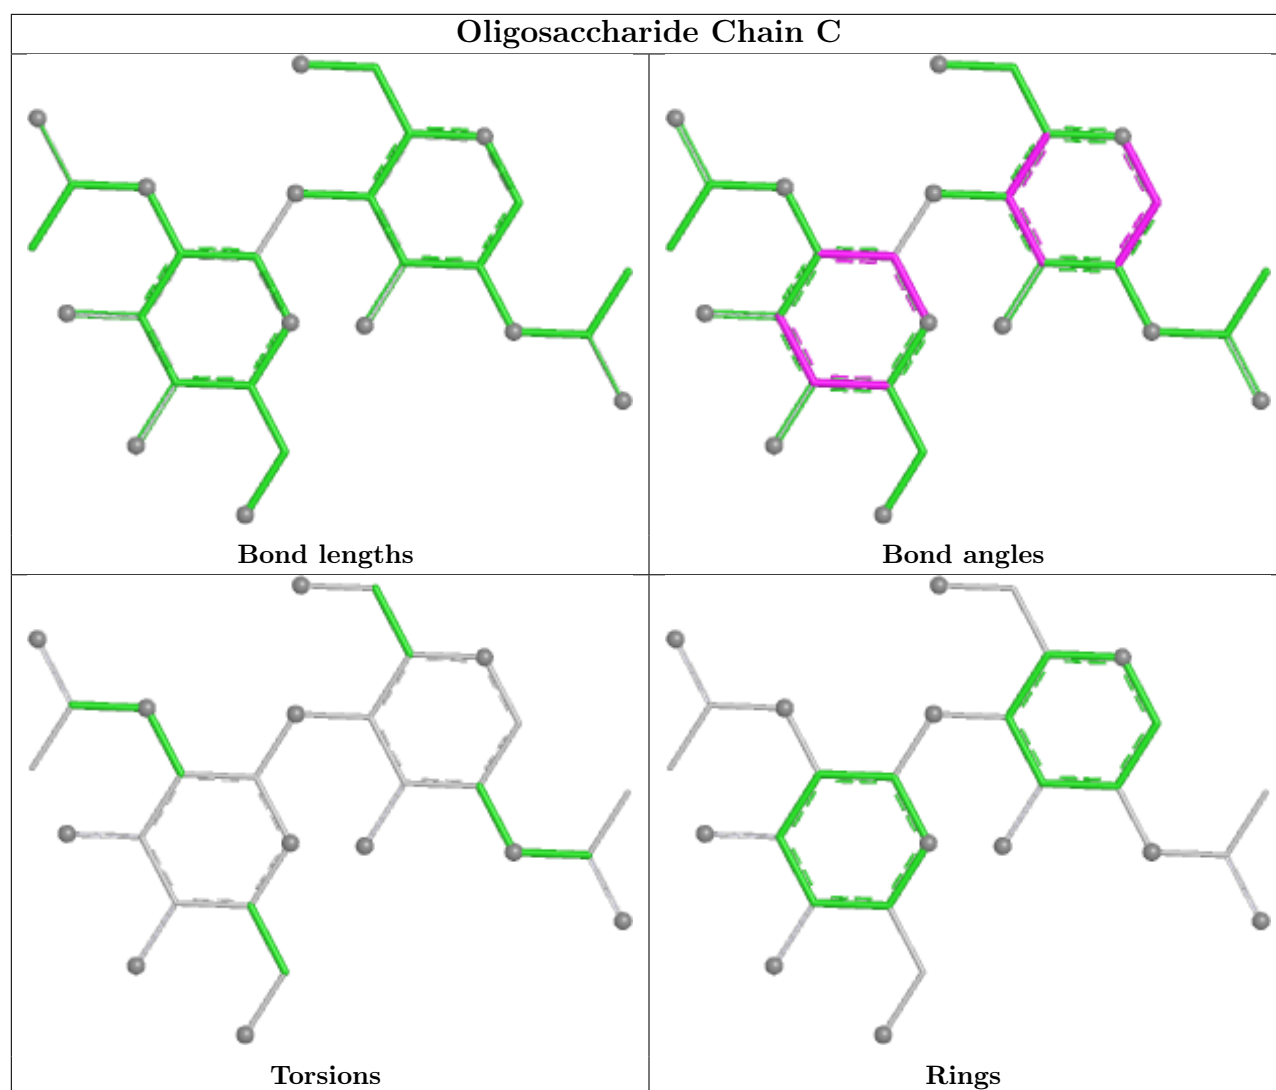 Oligosaccharide Chain C
Bond lengths
Bond angles
Torsions
Rings